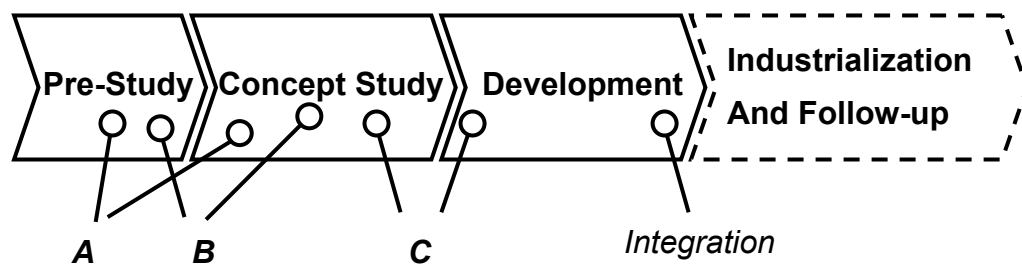 Pre-Study
Concept Study
Development
Industrialization
And Follow-up
A
B
C
Integration